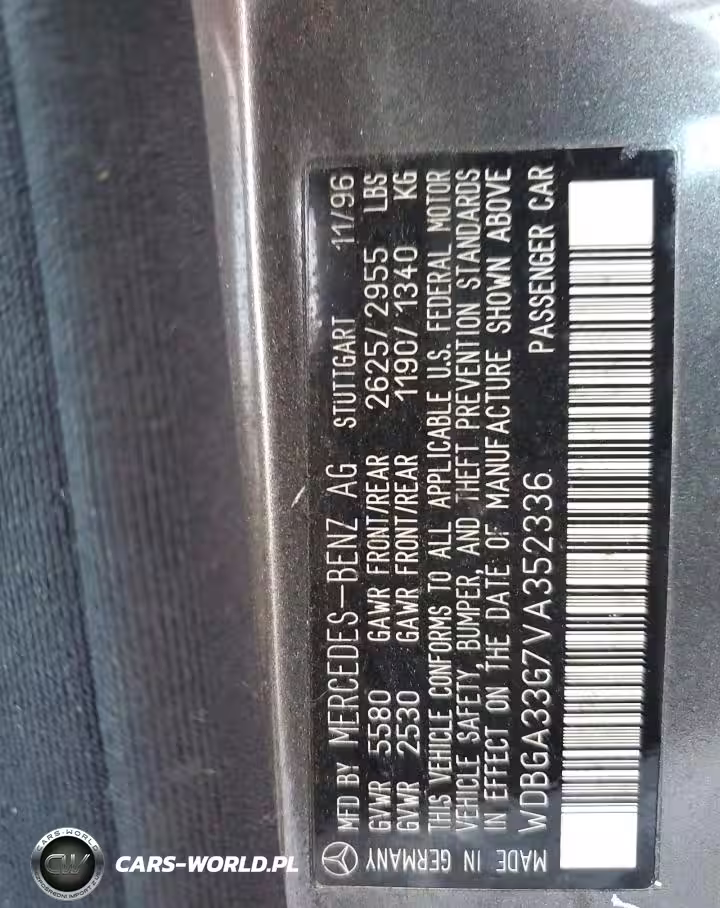 MFD BY MERCEDES-BENZ AG STUTTGART 11/96
GVWR 5580 GAWR FRONT/REAR 2625/2955 LBS
GVWR 2530 GAWR FRONT/REAR 1190/1340 KG
THIS VEHICLE CONFORMS TO ALL APPLICABLE U.S. FEDERAL MOTOR
VEHICLE SAFETY, BUMPER, AND THEFT PREVENTION STANDARDS
IN EFFECT ON THE DATE OF MANUFACTURE SHOWN ABOVE
WDBGA33G7VA352336 PASSENGER CAR
MADE IN GERMANY
CARS-WORLD
CW
CARS-WORLD.PL